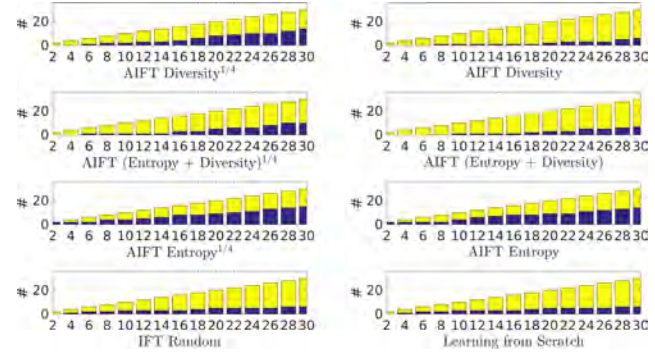 # 20 0
2 4 6 8 10 12 14 16 18 20 22 24 26 28 30
AIFT Diversity^1/4
# 20 0
2 4 6 8 10 12 14 16 18 20 22 24 26 28 30
AIFT Diversity
# 20 0
2 4 6 8 10 12 14 16 18 20 22 24 26 28 30
AIFT (Entropy + Diversity)^1/4
# 20 0
2 4 6 8 10 12 14 16 18 20 22 24 26 28 30
AIFT (Entropy + Diversity)
# 20 0
2 4 6 8 10 12 14 16 18 20 22 24 26 28 30
AIFT Entropy^1/4
# 20 0
2 4 6 8 10 12 14 16 18 20 22 24 26 28 30
AIFT Entropy
# 20 0
2 4 6 8 10 12 14 16 18 20 22 24 26 28 30
IFT Random
# 20 0
2 4 6 8 10 12 14 16 18 20 22 24 26 28 30
Learning from Scratch